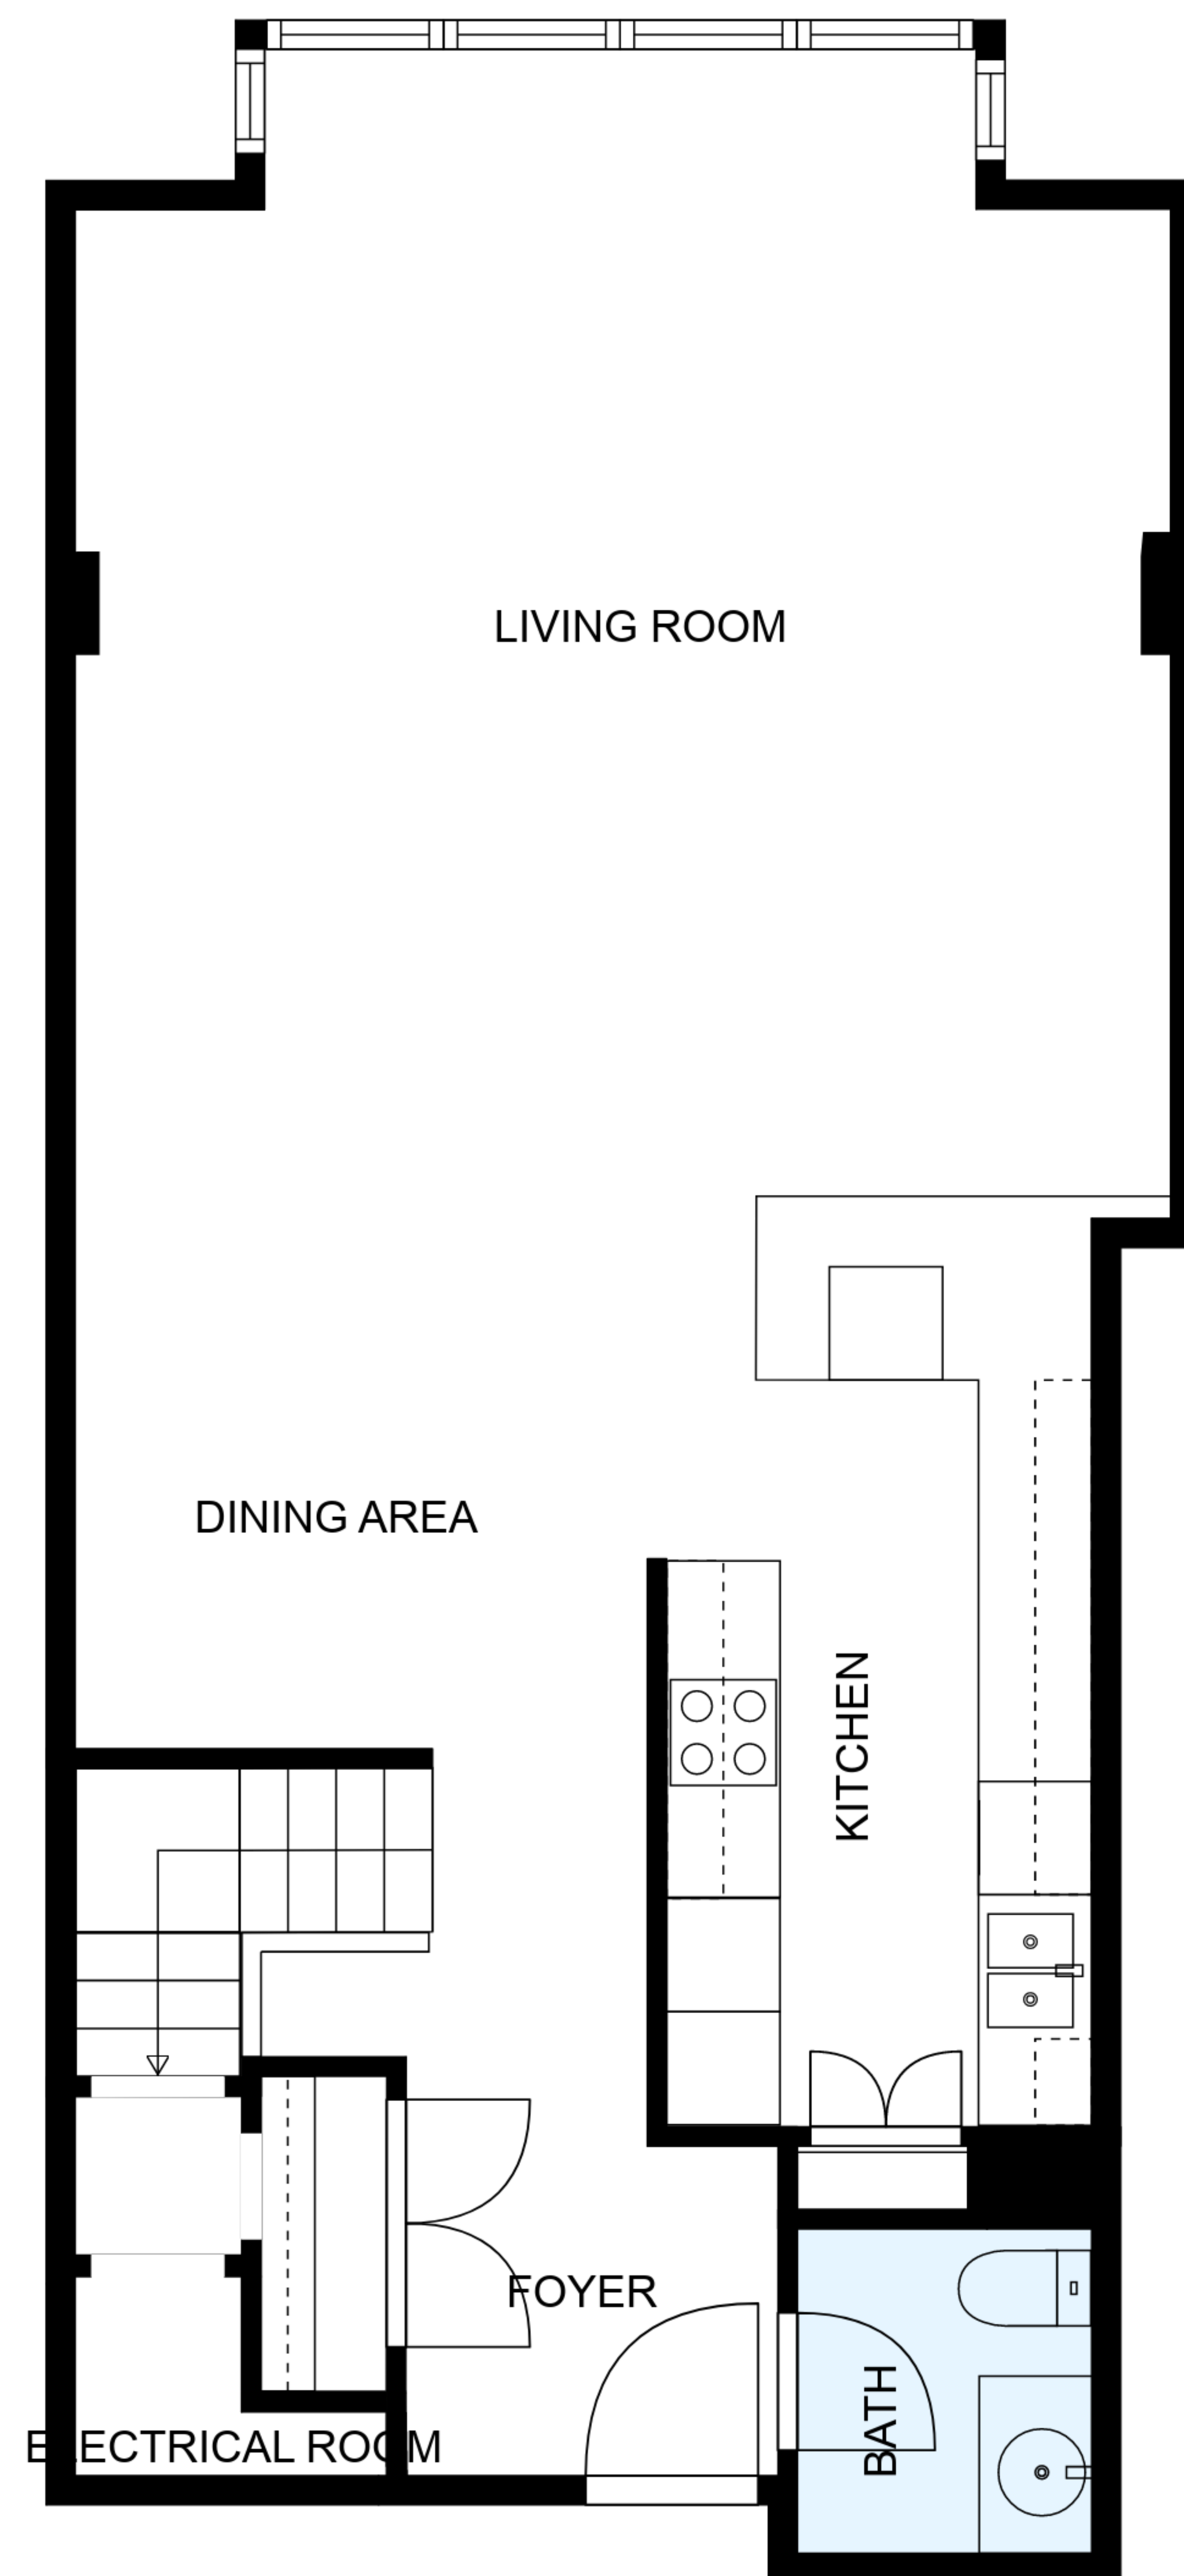 LIVING ROOM
DINING AREA
KITCHEN
FOYER
BATH
ELECTRICAL ROOM